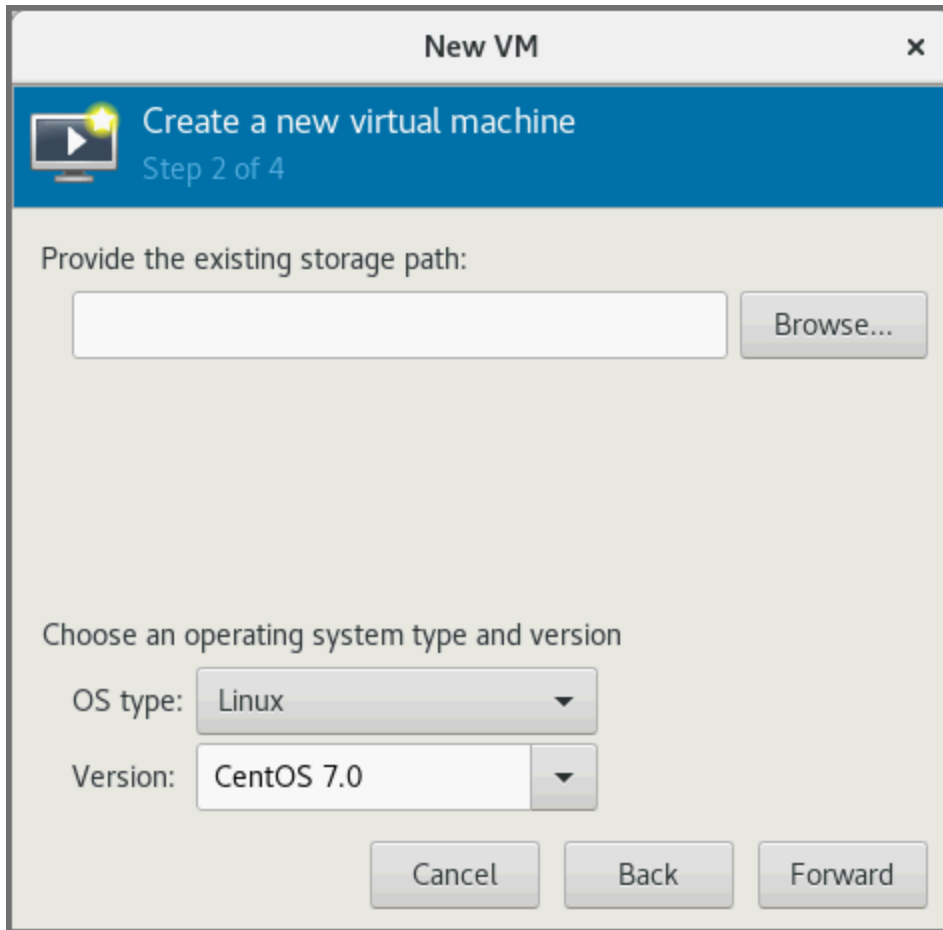 New VM
Create a new virtual machine
Step 2 of 4
Provide the existing storage path:
Browse...
Choose an operating system type and version
OS type: Linux
Version: CentOS 7.0
Cancel Back Forward